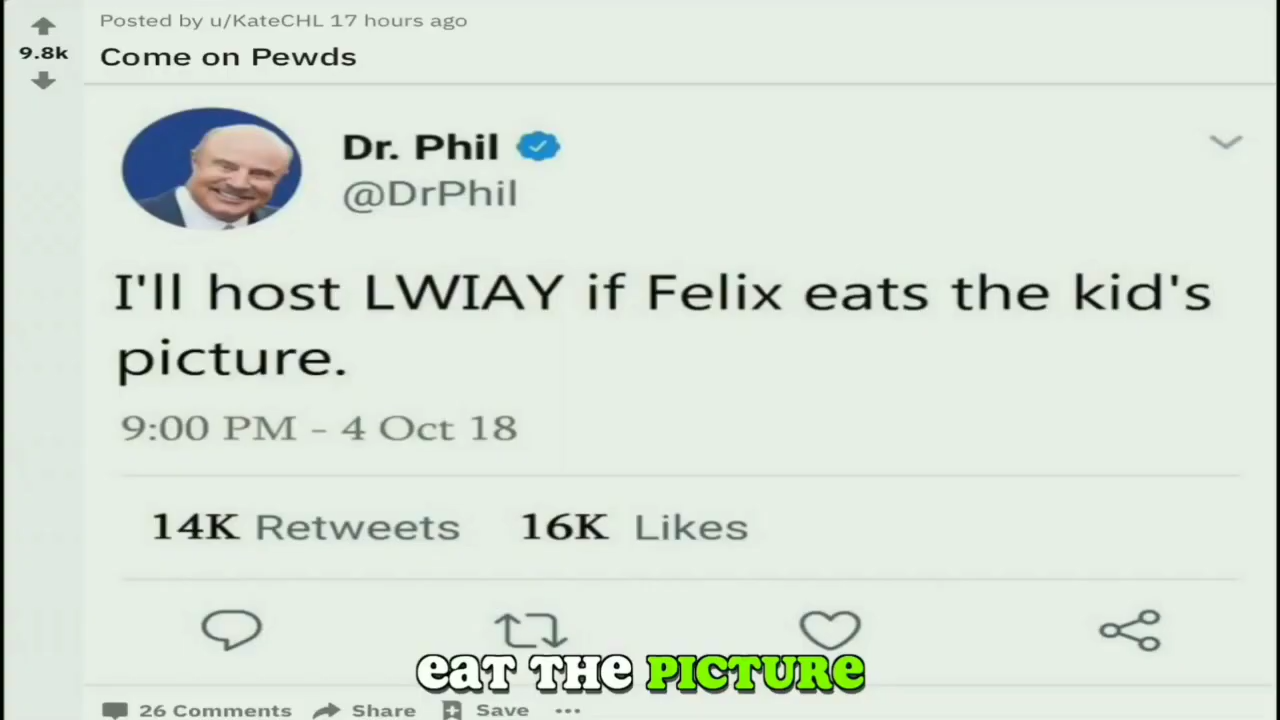 Posted by u/KateCHL 17 hours ago
9.8k
Come on Pewds
Dr. Phil
@DrPhil
I'll host LWIAY if Felix eats the kid's
picture.
9:00 PM - 4 Oct 18
14K Retweets 16K Likes
eat the picture
26 Comments Share Save ...